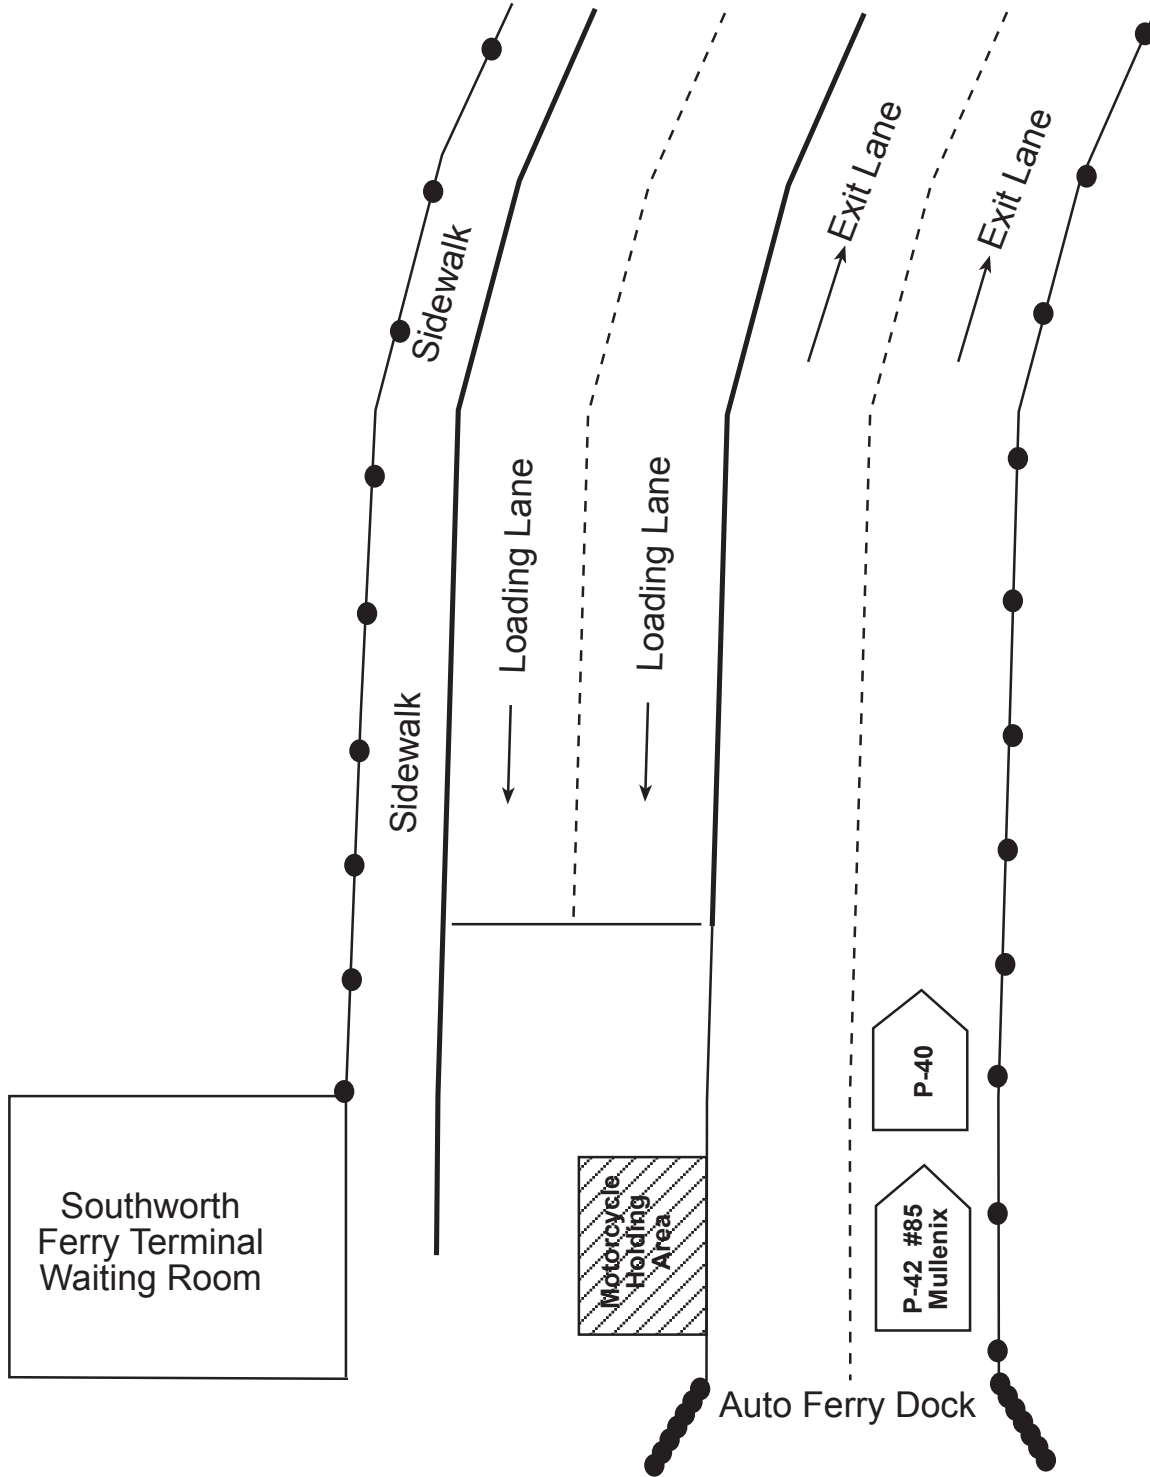 Exit Lane
Exit Lane
Sidewalk
Loading Lane
Loading Lane
Sidewalk
P-40
Southworth
Ferry Terminal
Waiting Room
Motorcycle
Holding
Area
P-42 #85
Mullenix
Auto Ferry Dock